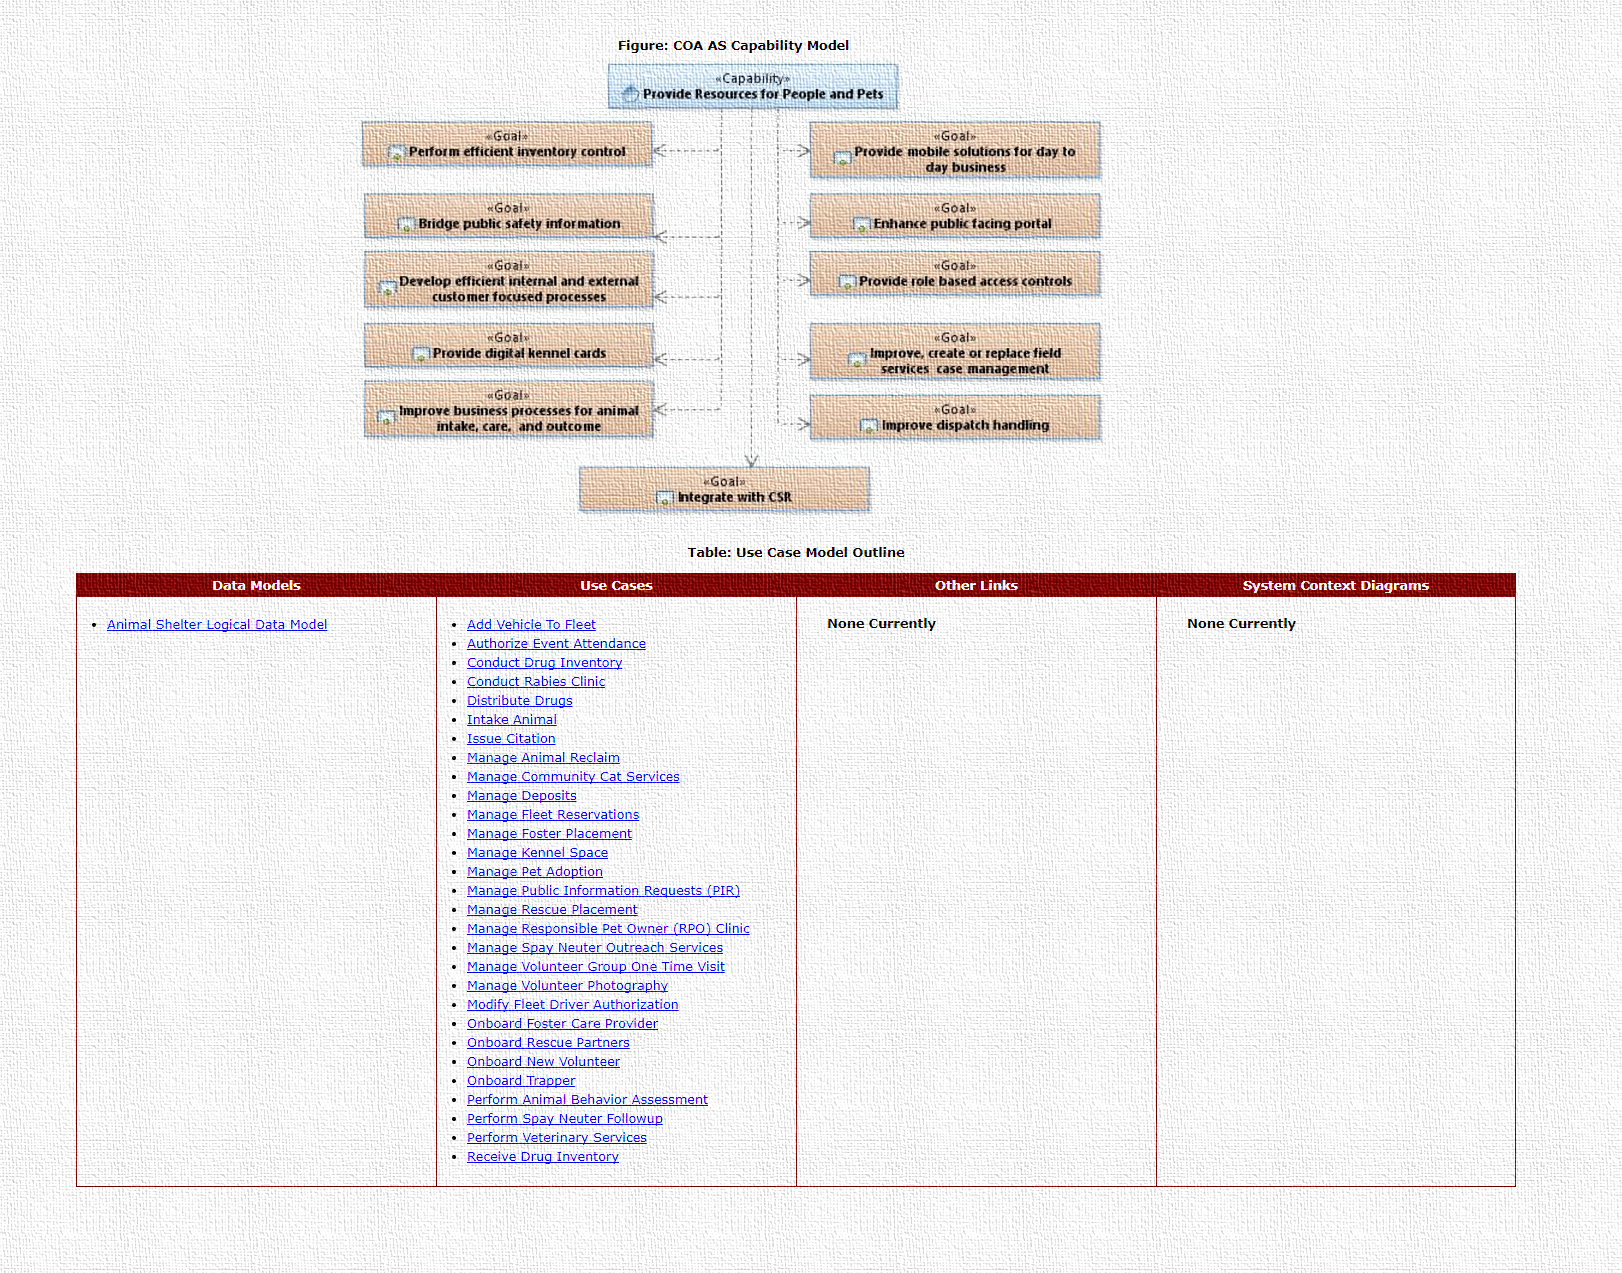 Figure: COA AS Capability Model
«Capability»
Provide Resources for People and Pets
«Goal»
Perform efficient inventory control
«Goal»
Bridge public safety information
«Goal»
Develop efficient internal and external
customer focused processes
«Goal»
Provide digital kennel cards
«Goal»
Improve business processes for animal
intake, care, and outcome
«Goal»
Provide mobile solutions for day to
day business
«Goal»
Enhance public facing portal
«Goal»
Provide role based access controls
«Goal»
Improve, create or replace field
services case management
«Goal»
Improve dispatch handling
«Goal»
Integrate with CSR
Table: Use Case Model Outline
Data Models
Use Cases
Other Links
System Context Diagrams
Animal Shelter Logical Data Model
Add Vehicle To Fleet
Authorize Event Attendance
Conduct Drug Inventory
Conduct Rabies Clinic
Distribute Drugs
Intake Animal
Issue Citation
Manage Animal Reclaim
Manage Community Cat Services
Manage Deposits
Manage Fleet Reservations
Manage Foster Placement
Manage Kennel Space
Manage Pet Adoption
Manage Public Information Requests (PIR)
Manage Rescue Placement
Manage Responsible Pet Owner (RPO) Clinic
Manage Spay Neuter Outreach Services
Manage Volunteer Group One Time Visit
Manage Volunteer Photography
Modify Fleet Driver Authorization
Onboard Foster Care Provider
Onboard Rescue Partners
Onboard New Volunteer
Onboard Trapper
Perform Animal Behavior Assessment
Perform Spay Neuter Followup
Perform Veterinary Services
Receive Drug Inventory
None Currently
None Currently